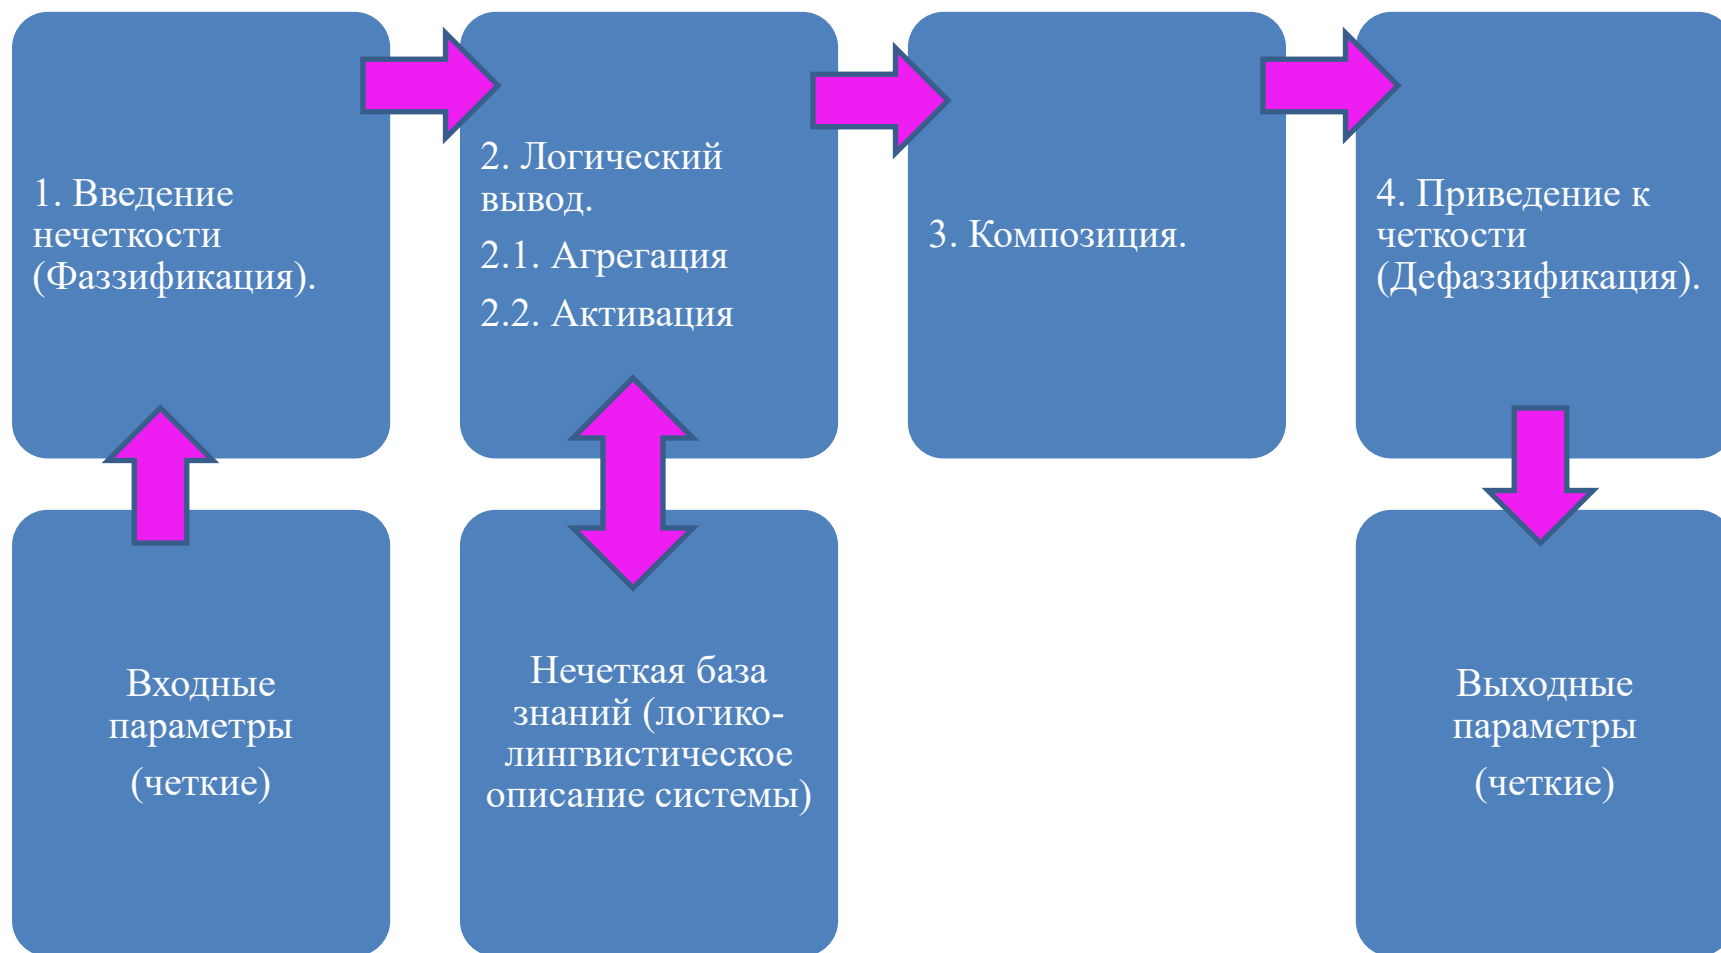 1. Введение
нечеткости
(Фаззификация).
2. Логический
вывод.
2.1. Агрегация
2.2. Активация
3. Композиция.
4. Приведение к
четкости
(Дефаззификация).
Входные
параметры
(четкие)
Нечеткая база
знаний (логико-
лингвистическое
описание системы)
Выходные
параметры
(четкие)